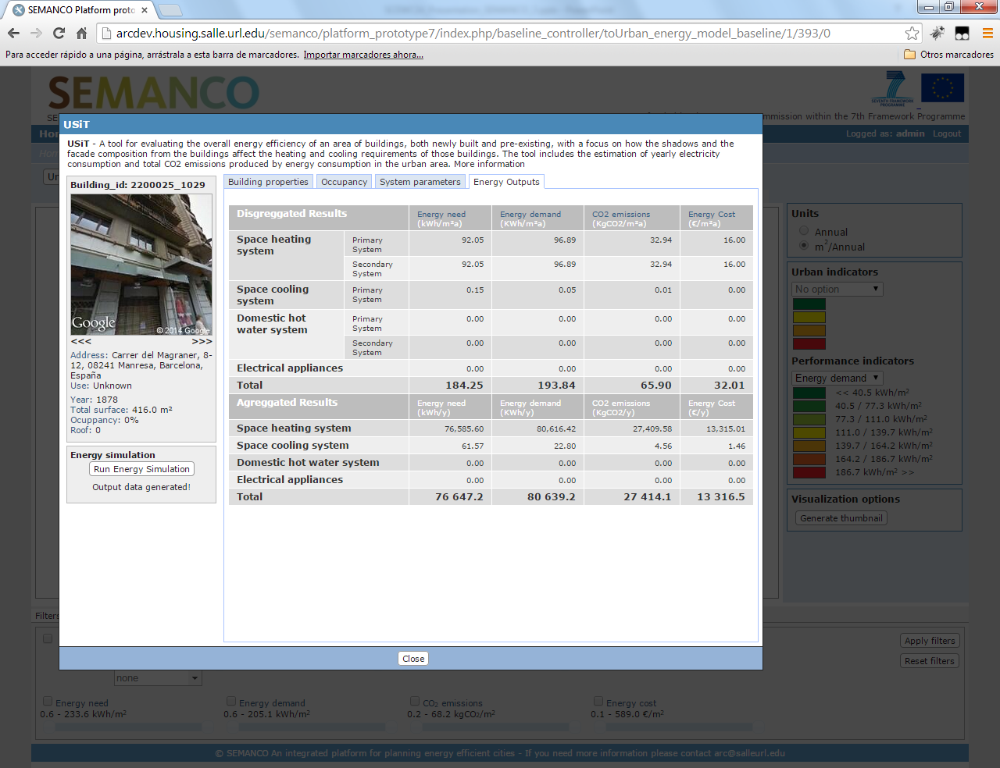 SEMANCO Platform proto
arcdev.housing.salle.url.edu/semanco/platform_prototype7/index.php/baseline_controller/toUrban_energy_model_baseline/1/393/0
Para acceder rápido a una página, arrástrala a esta barra de marcadores. Importar marcadores ahora...
Otros marcadores
SEMANCO
SEVENTH FRAMEWORK
PROGRAMME
mmission within the 7th Framework Programme
Logged as: admin Logout
USiT
USiT - A tool for evaluating the overall energy efficiency of an area of buildings, both newly built and pre-existing, with a focus on how the shadows and the
facade composition from the buildings affect the heating and cooling requirements of those buildings. The tool includes the estimation of yearly electricity
consumption and total CO2 emissions produced by energy consumption in the urban area. More information
Building_id: 2200025_1029
Google
© 2014 Google
<<< >>>
Address: Carrer del Magraner, 8-
12, 08241 Manresa, Barcelona,
España
Use: Unknown
Year: 1878
Total surface: 416.0 m²
Ocuppancy: 0%
Roof: 0
Energy simulation
Run Energy Simulation
Output data generated!
Building properties Occupancy System parameters Energy Outputs
Disgreggated Results Energy need (kWh/m²a) Energy demand (KWh/m²a) CO2 emissions (KgCO2/m²a) Energy Cost (€/m²a)
Space heating system Primary System 92.05 96.89 32.94 16.00
Secondary System 92.05 96.89 32.94 16.00
Space cooling system Primary System 0.15 0.05 0.01 0.00
Domestic hot water system Primary System 0.00 0.00 0.00 0.00
Secondary System 0.00 0.00 0.00 0.00
Electrical appliances 0.00 0.00 0.00 0.00
Total 184.25 193.84 65.90 32.01
Agreggated Results Energy need (kWh/y) Energy demand (KWh/y) CO2 emissions (KgCO2/y) Energy Cost (€/y)
Space heating system 76,585.60 80,616.42 27,409.58 13,315.01
Space cooling system 61.57 22.80 4.56 1.46
Domestic hot water system 0.00 0.00 0.00 0.00
Electrical appliances 0.00 0.00 0.00 0.00
Total 76 647.2 80 639.2 27 414.1 13 316.5
Close
Units
Annual
m²/Annual
Urban indicators
No option
Performance indicators
Energy demand
<< 40.5 kWh/m²
40.5 / 77.3 kWh/m²
77.3 / 111.0 kWh/m²
111.0 / 139.7 kWh/m²
139.7 / 164.2 kWh/m²
164.2 / 186.7 kWh/m²
186.7 kWh/m² >>
Visualization options
Generate thumbnail
Filters
Apply filters
Reset filters
none
Energy need
0.6 - 233.6 kWh/m²
Energy demand
0.6 - 205.1 kWh/m²
CO₂ emissions
0.2 - 68.2 kgCO₂/m²
Energy cost
0.1 - 589.0 €/m²
© SEMANCO An integrated platform for planning energy efficient cities - If you need more information please contact arc@salleurl.edu